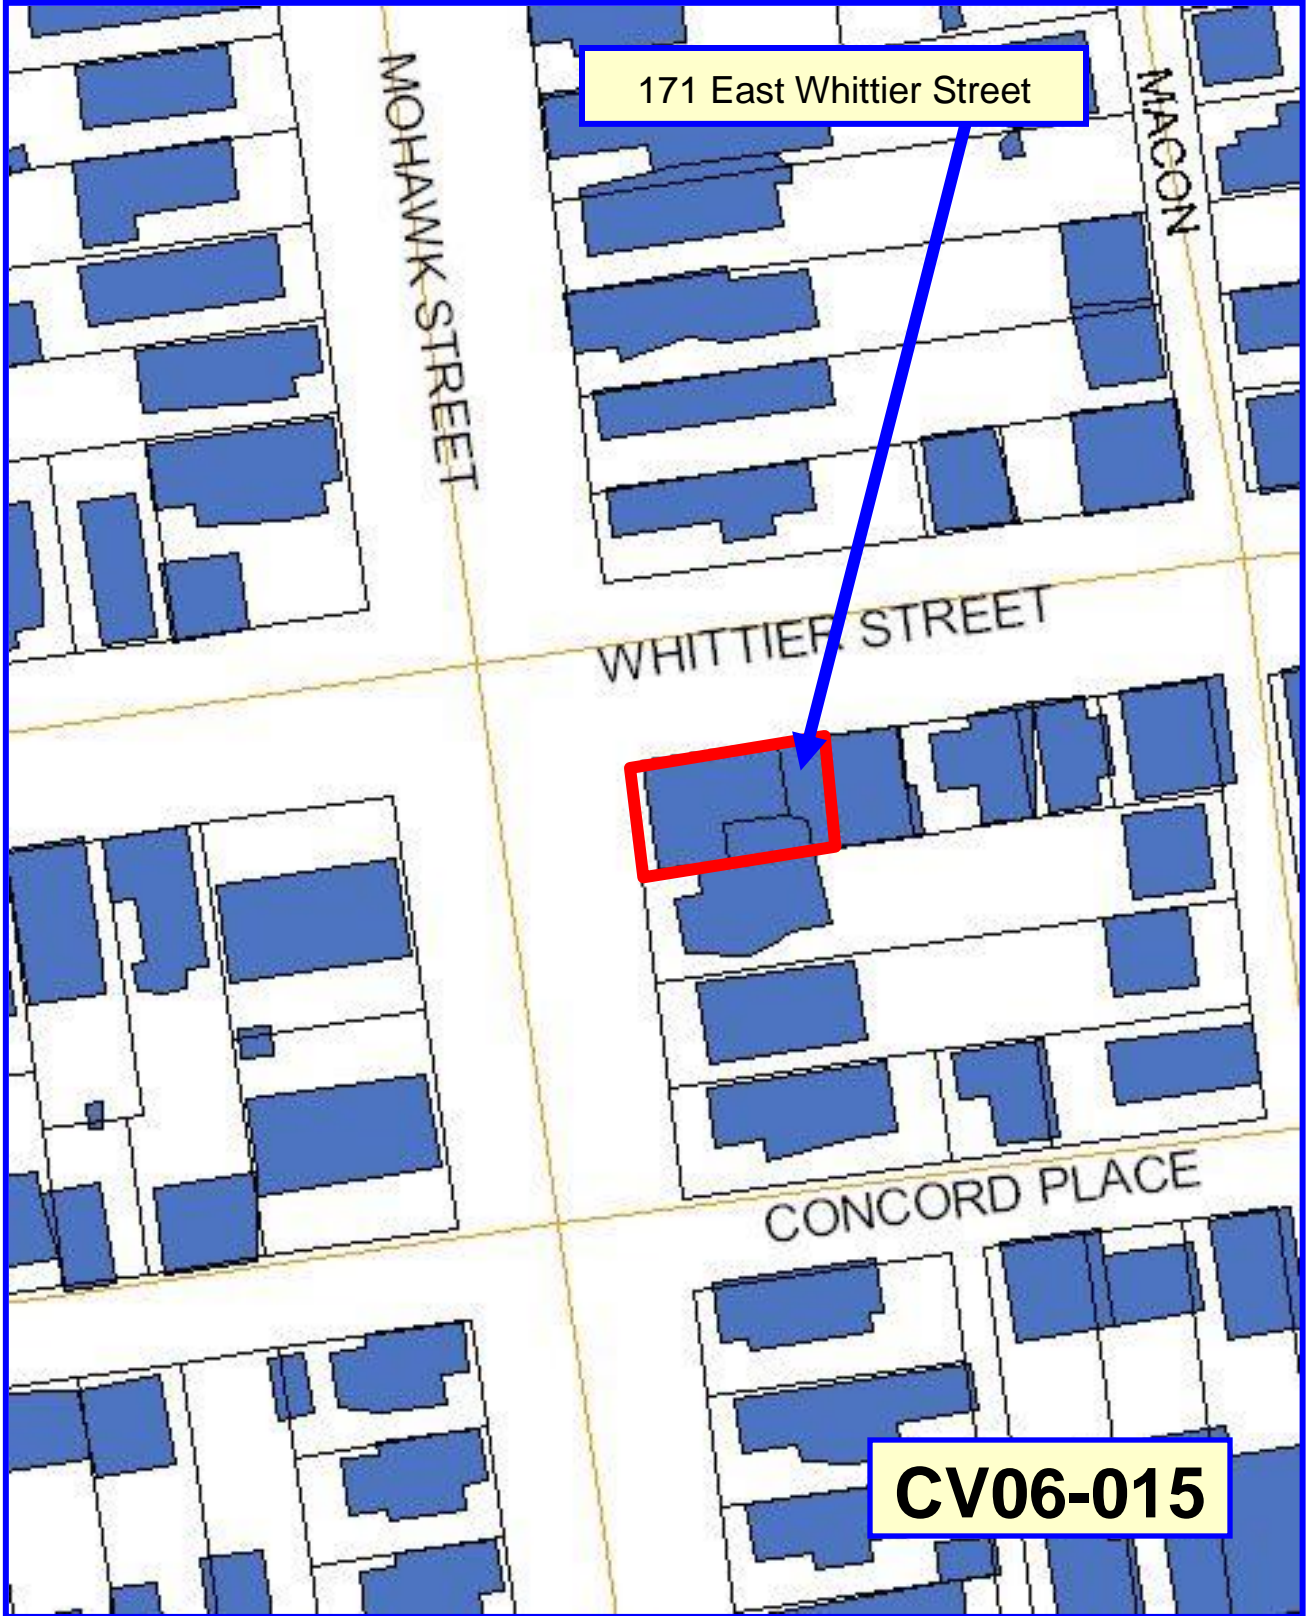 171 East Whittier Street
MOHAWK STREET
MACON
WHITTIER STREET
CONCORD PLACE
CV06-015